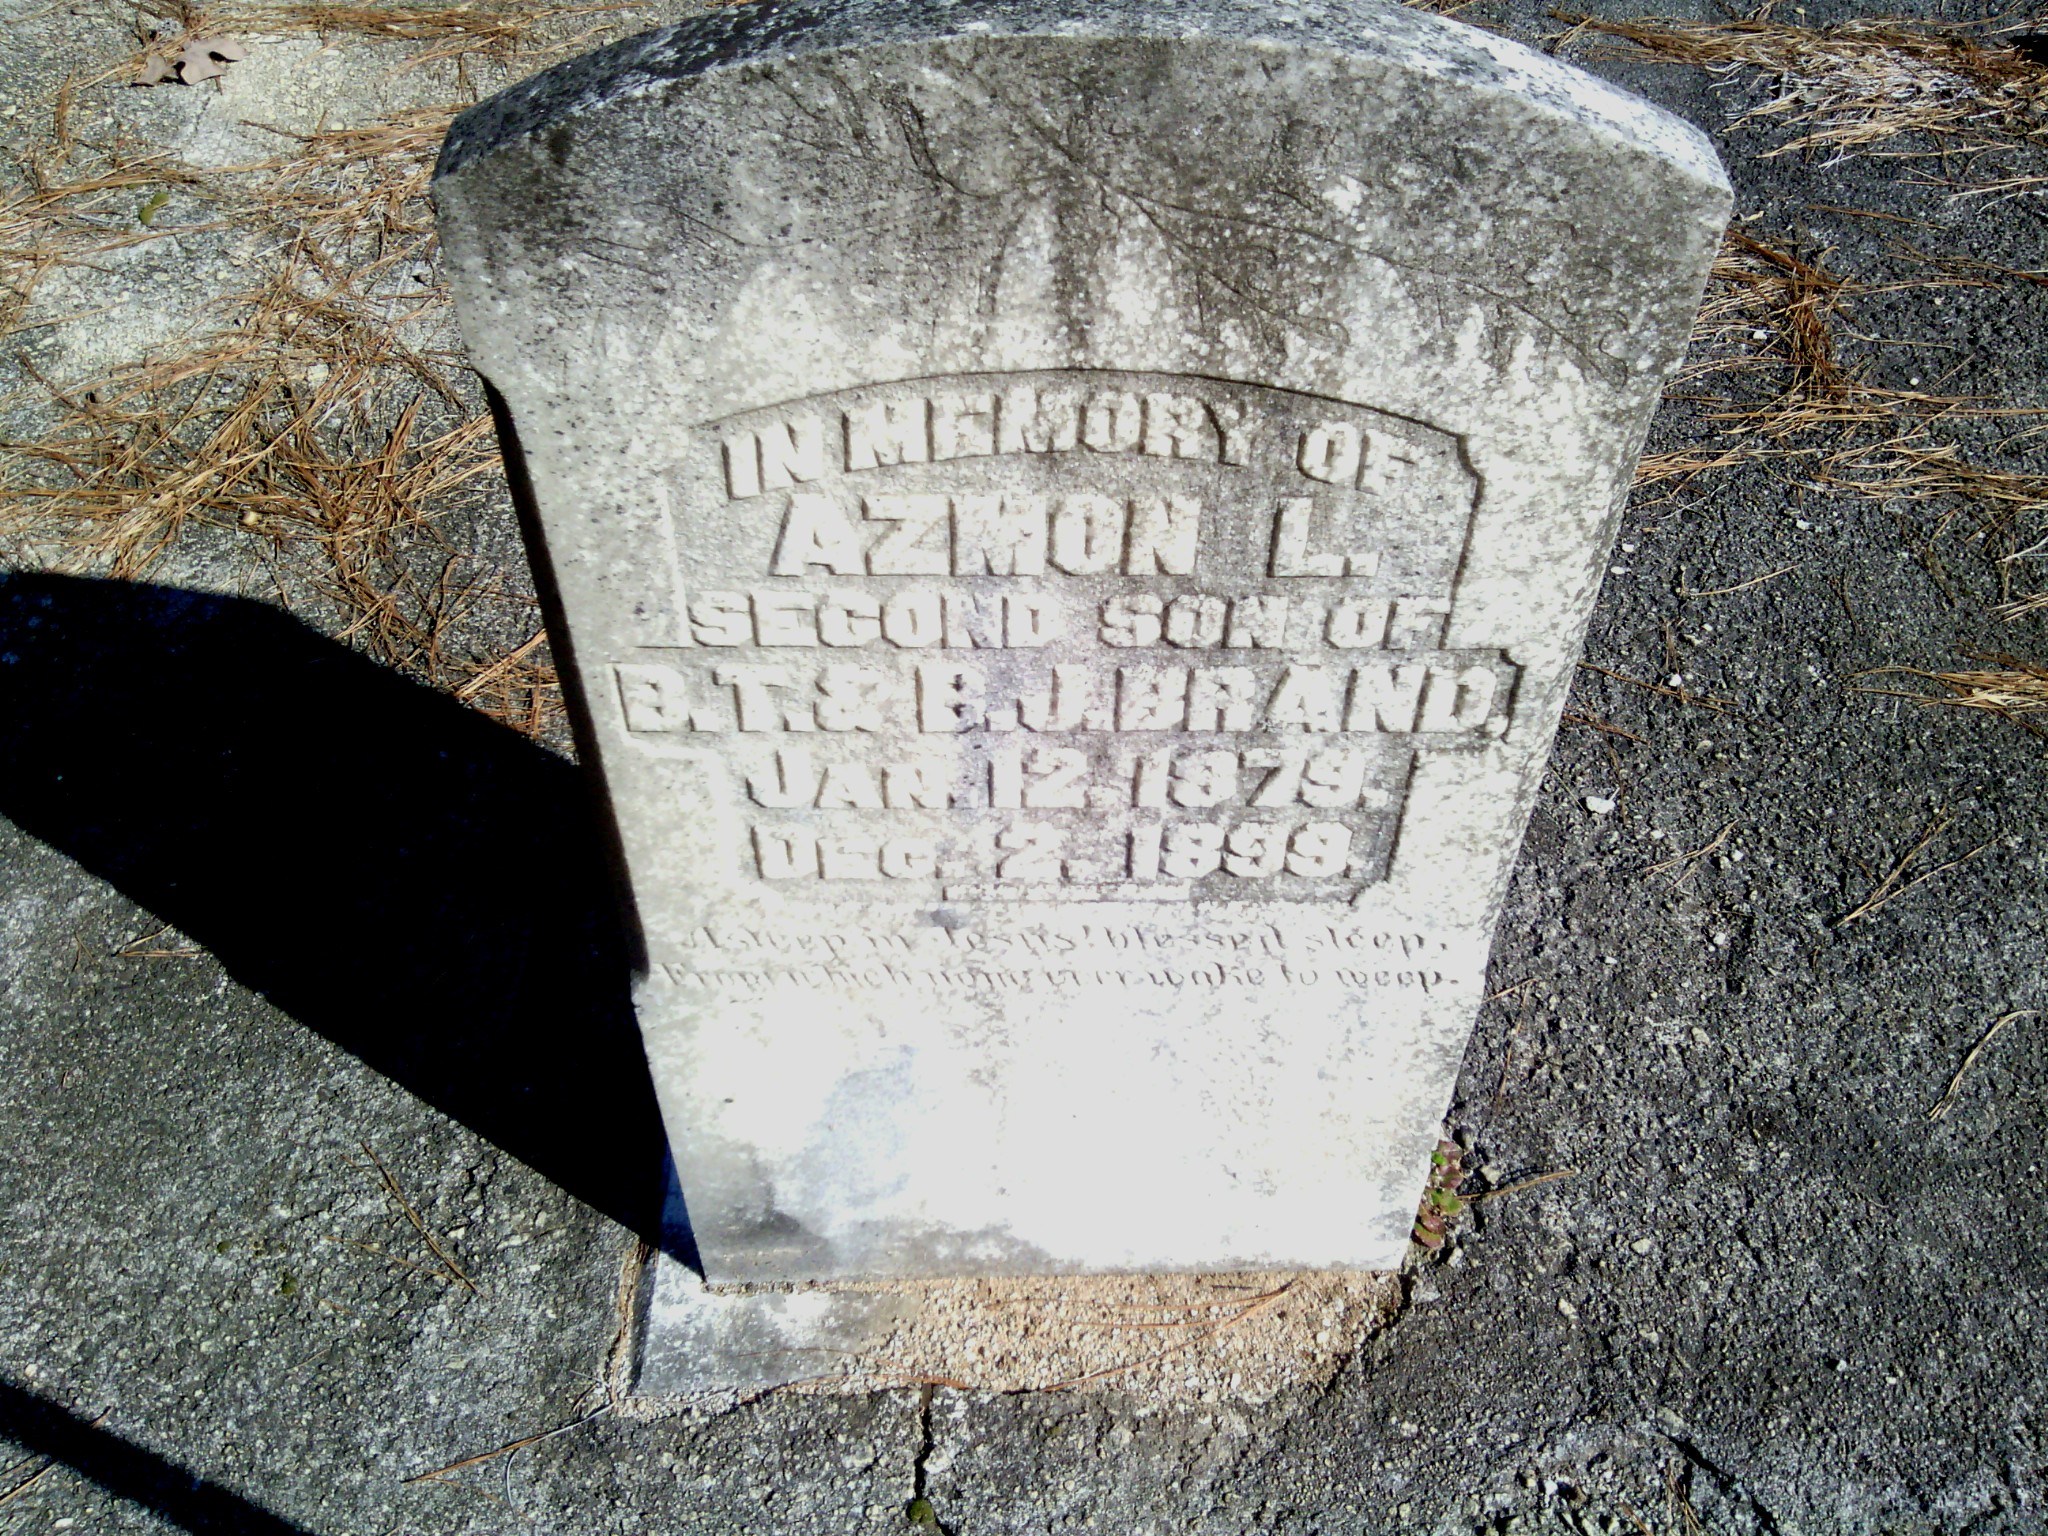 IN MEMORY OF
AZMON L.
SECOND SON OF
B. T. & B. J. BRAND,
JAN. 12, 1879.
DEC. 2. 1899.
Asleep in Jesus! blessed sleep,
From which none ever wake to weep.